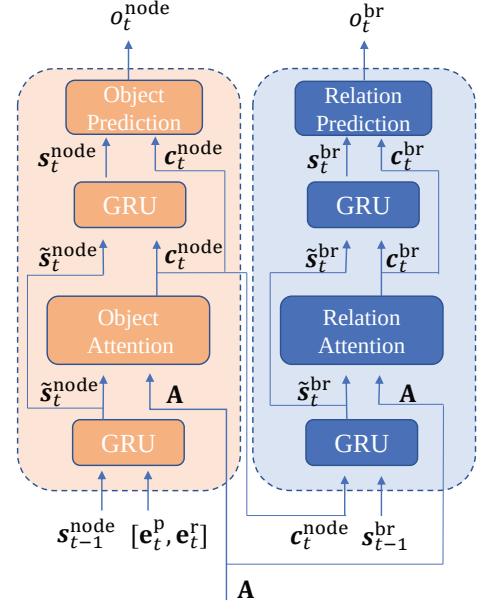 o_t^node
o_t^br
Object
Prediction
Relation
Prediction
s_t^node
c_t^node
s_t^br
c_t^br
GRU
GRU
s̃_t^node
c_t^node
s̃_t^br
c_t^br
Object
Attention
Relation
Attention
s̃_t^node
A
s̃_t^br
A
GRU
GRU
s_{t-1}^node
[e_t^p, e_t^r]
c_t^node
s_{t-1}^br
A